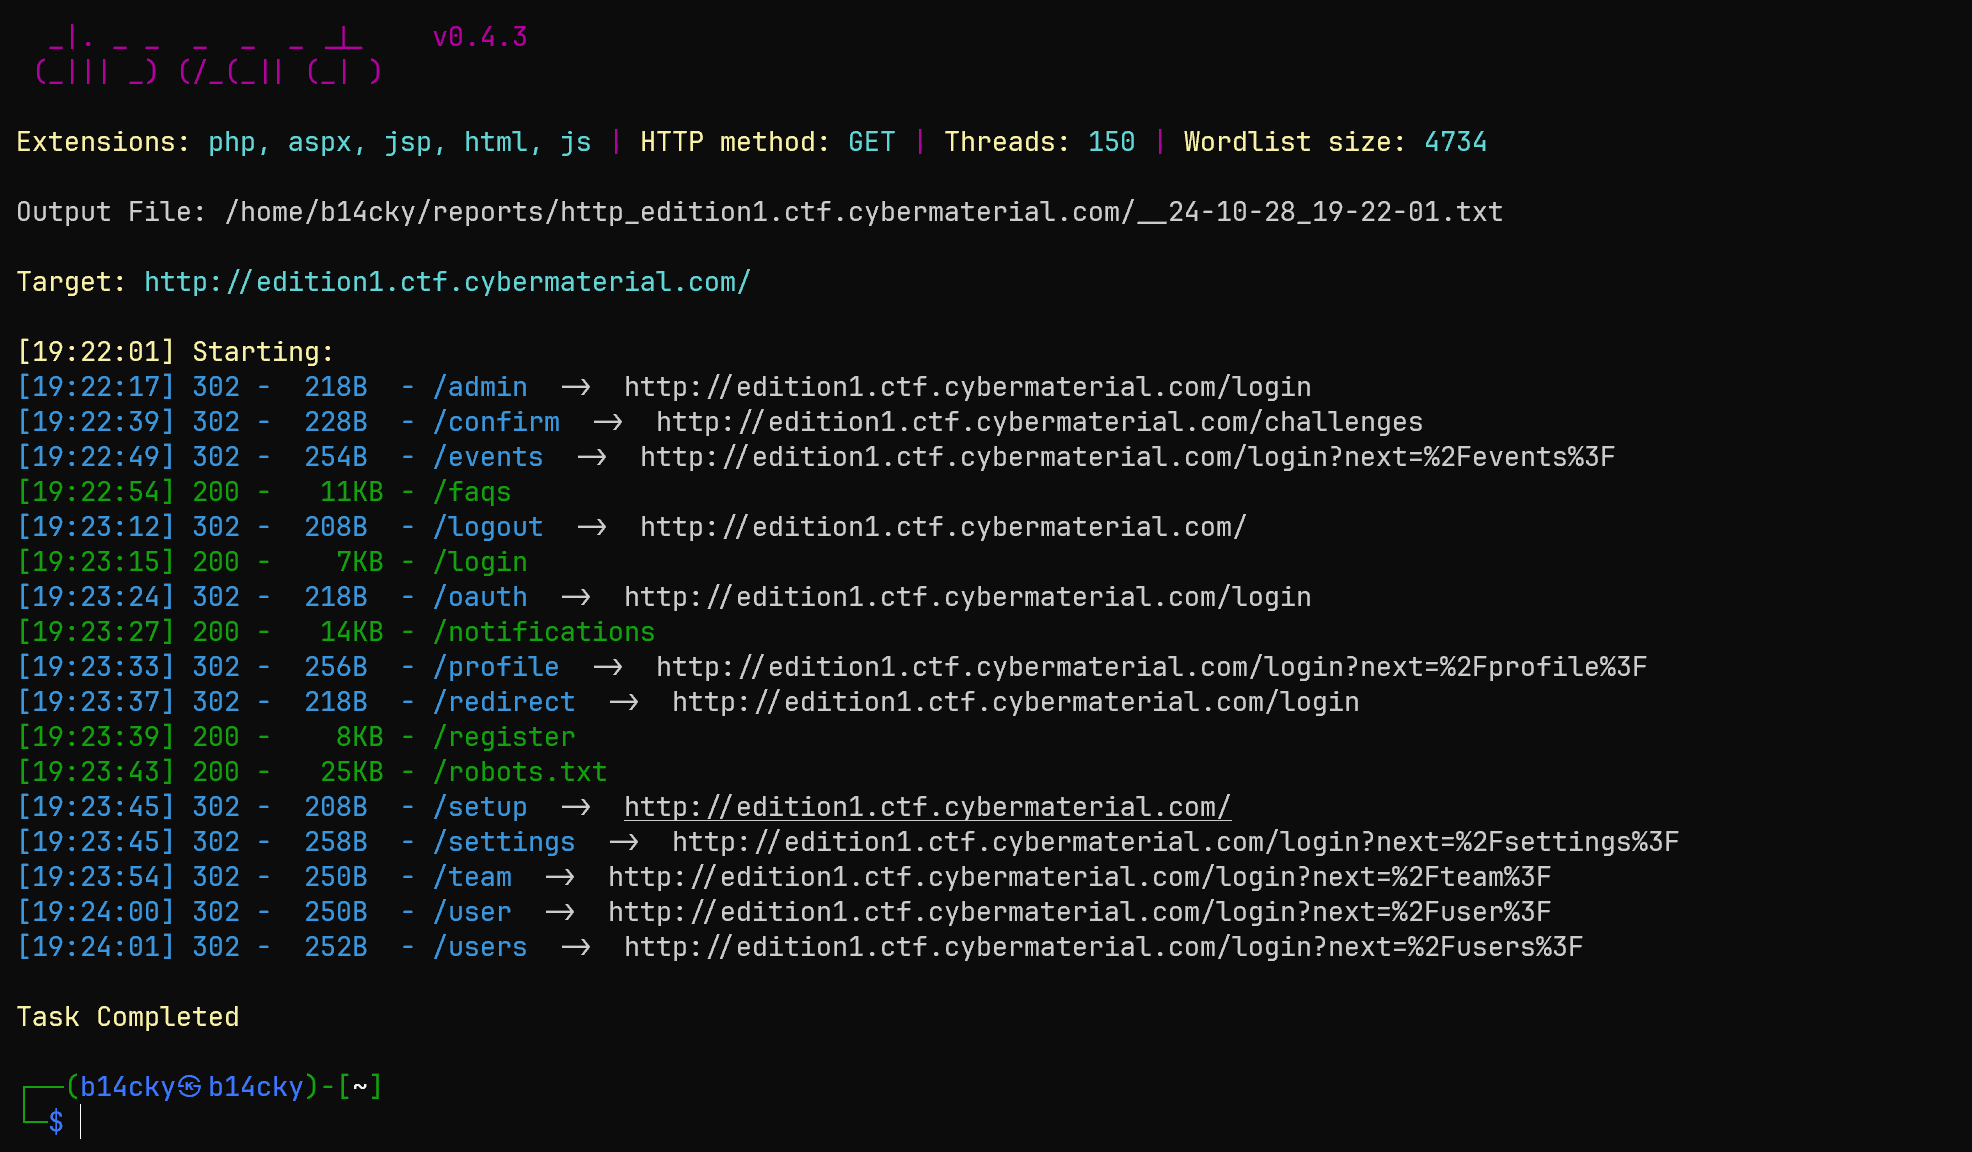 _|. _ _  _  _  _ _|_    v0.4.3
(_||| _) (/_(_|| (_| )
Extensions: php, aspx, jsp, html, js | HTTP method: GET | Threads: 150 | Wordlist size: 4734
Output File: /home/b14cky/reports/http_edition1.ctf.cybermaterial.com/__24-10-28_19-22-01.txt
Target: http://edition1.ctf.cybermaterial.com/
[19:22:01] Starting:
[19:22:17] 302 -  218B  - /admin  ->  http://edition1.ctf.cybermaterial.com/login
[19:22:39] 302 -  228B  - /confirm  ->  http://edition1.ctf.cybermaterial.com/challenges
[19:22:49] 302 -  254B  - /events  ->  http://edition1.ctf.cybermaterial.com/login?next=%2Fevents%3F
[19:22:54] 200 -   11KB - /faqs
[19:23:12] 302 -  208B  - /logout  ->  http://edition1.ctf.cybermaterial.com/
[19:23:15] 200 -    7KB - /login
[19:23:24] 302 -  218B  - /oauth  ->  http://edition1.ctf.cybermaterial.com/login
[19:23:27] 200 -   14KB - /notifications
[19:23:33] 302 -  256B  - /profile  ->  http://edition1.ctf.cybermaterial.com/login?next=%2Fprofile%3F
[19:23:37] 302 -  218B  - /redirect  ->  http://edition1.ctf.cybermaterial.com/login
[19:23:39] 200 -    8KB - /register
[19:23:43] 200 -   25KB - /robots.txt
[19:23:45] 302 -  208B  - /setup  ->  http://edition1.ctf.cybermaterial.com/
[19:23:45] 302 -  258B  - /settings  ->  http://edition1.ctf.cybermaterial.com/login?next=%2Fsettings%3F
[19:23:54] 302 -  250B  - /team  ->  http://edition1.ctf.cybermaterial.com/login?next=%2Fteam%3F
[19:24:00] 302 -  250B  - /user  ->  http://edition1.ctf.cybermaterial.com/login?next=%2Fuser%3F
[19:24:01] 302 -  252B  - /users  ->  http://edition1.ctf.cybermaterial.com/login?next=%2Fusers%3F
Task Completed
┌──(b14cky㉿b14cky)-[~]
└─$